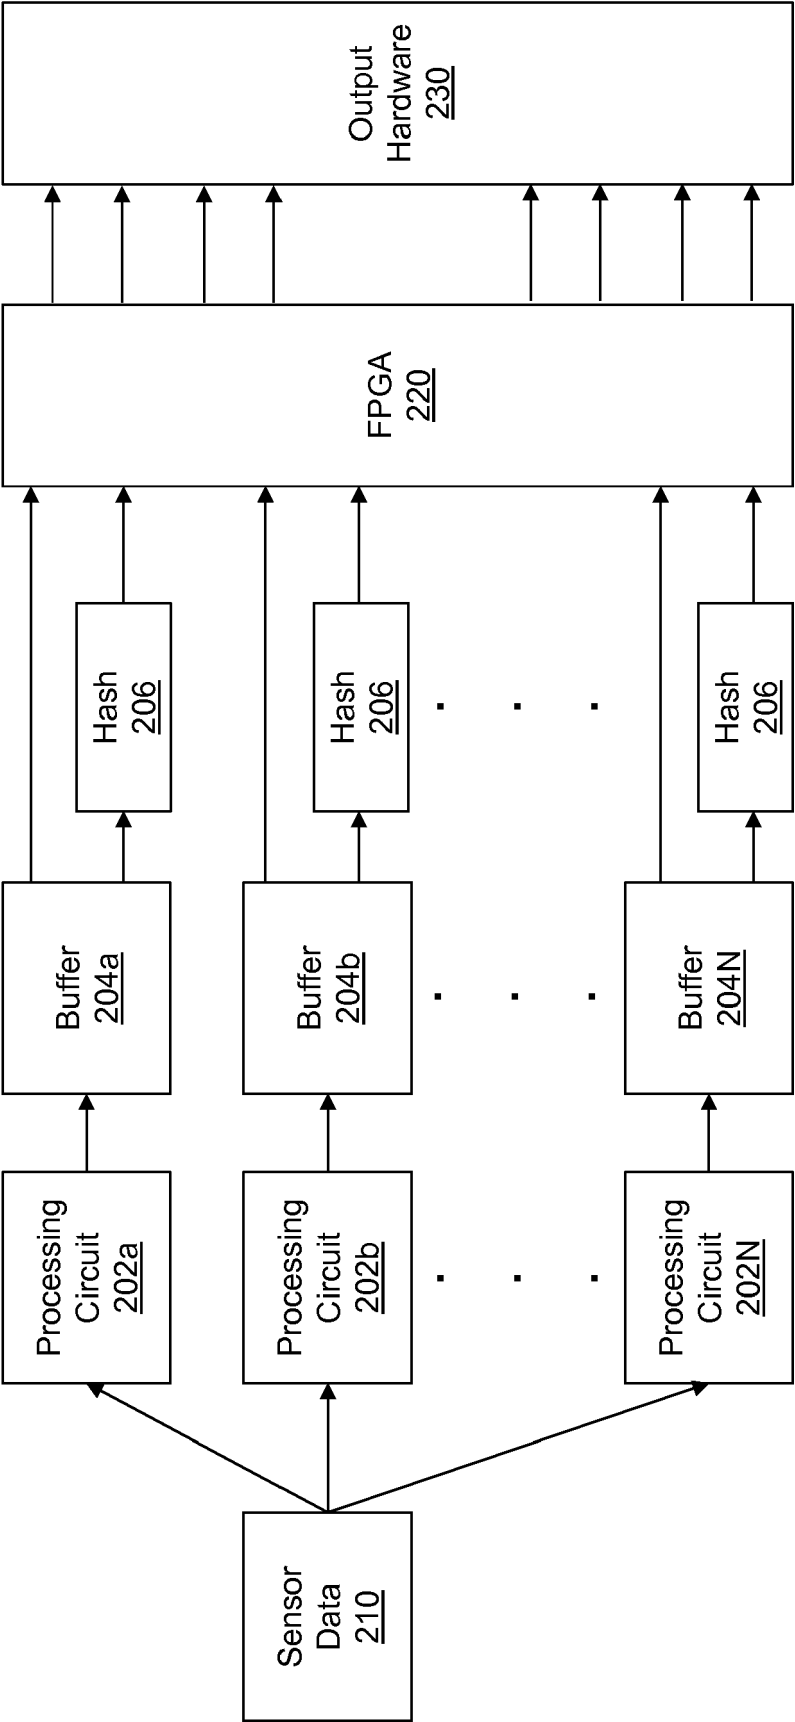 Sensor
Data
210
Processing
Circuit
202a
Buffer
204a
Hash
206
Processing
Circuit
202b
Buffer
204b
Hash
206
. . .
. . .
. . .
Processing
Circuit
202N
Buffer
204N
Hash
206
FPGA
220
Output
Hardware
230